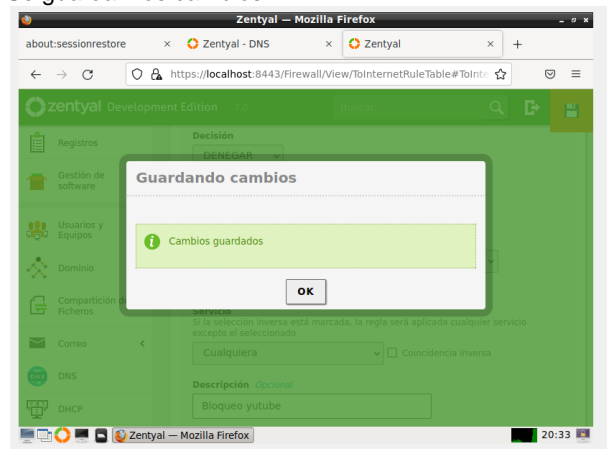 Zentyal — Mozilla Firefox
about:sessionrestore × Zentyal - DNS × Zentyal × +
https://localhost:8443/Firewall/View/ToInternetRuleTable#ToInte
zentyal Development Edition 7.0 Buscar
Registros
Gestión de
software
Usuarios y
Equipos
Dominio
Compartición de
Ficheros
Correo
DNS
DHCP
Decisión
DENEGAR
Guardando cambios
Cambios guardados
OK
Servicio
Si la selección inversa está marcada, la regla será aplicada cualquier servicio
excepto el seleccionado
Cualquiera Coincidencia inversa
Descripción Opcional
Bloqueo yutube
Zentyal — Mozilla Firefox 20:33